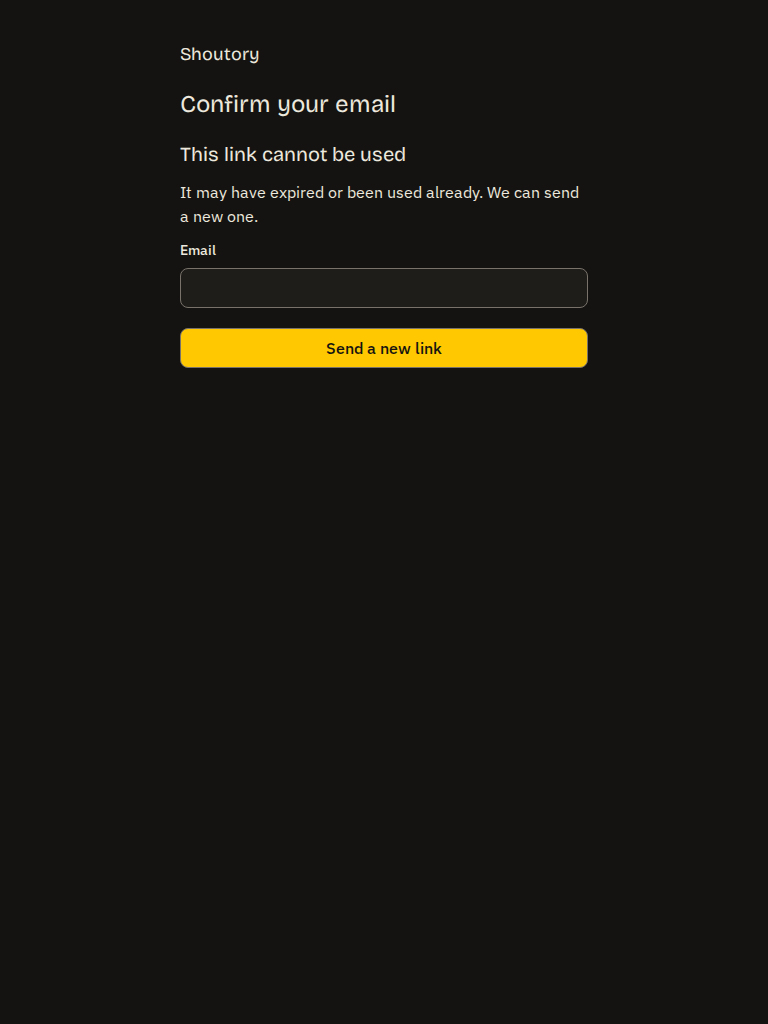 Shoutory
Confirm your email
This link cannot be used
It may have expired or been used already. We can send
a new one.
Email
Send a new link